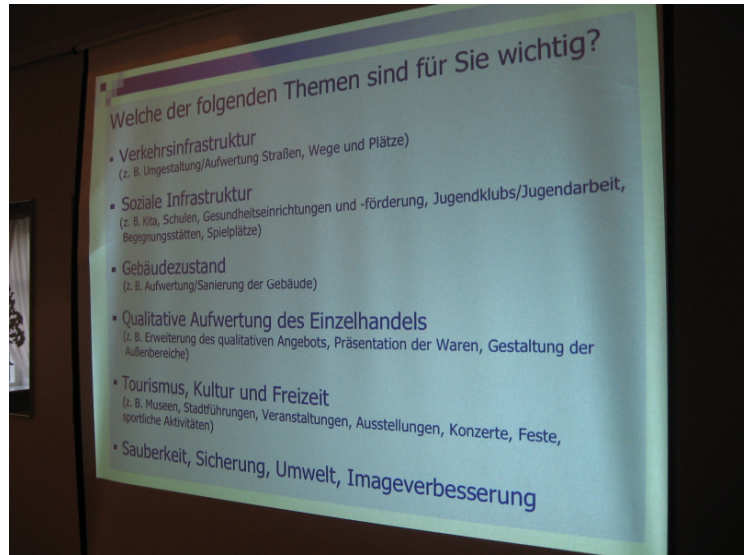 Welche der folgenden Themen sind für Sie wichtig?
▪ Verkehrsinfrastruktur
(z. B. Umgestaltung/Aufwertung Straßen, Wege und Plätze)
▪ Soziale Infrastruktur
(z. B. Kita, Schulen, Gesundheitseinrichtungen und -förderung, Jugendklubs/Jugendarbeit,
Begegnungsstätten, Spielplätze)
▪ Gebäudezustand
(z. B. Aufwertung/Sanierung der Gebäude)
▪ Qualitative Aufwertung des Einzelhandels
(z. B. Erweiterung des qualitativen Angebots, Präsentation der Waren, Gestaltung der
Außenbereiche)
▪ Tourismus, Kultur und Freizeit
(z. B. Museen, Stadtführungen, Veranstaltungen, Ausstellungen, Konzerte, Feste,
sportliche Aktivitäten)
▪ Sauberkeit, Sicherung, Umwelt, Imageverbesserung